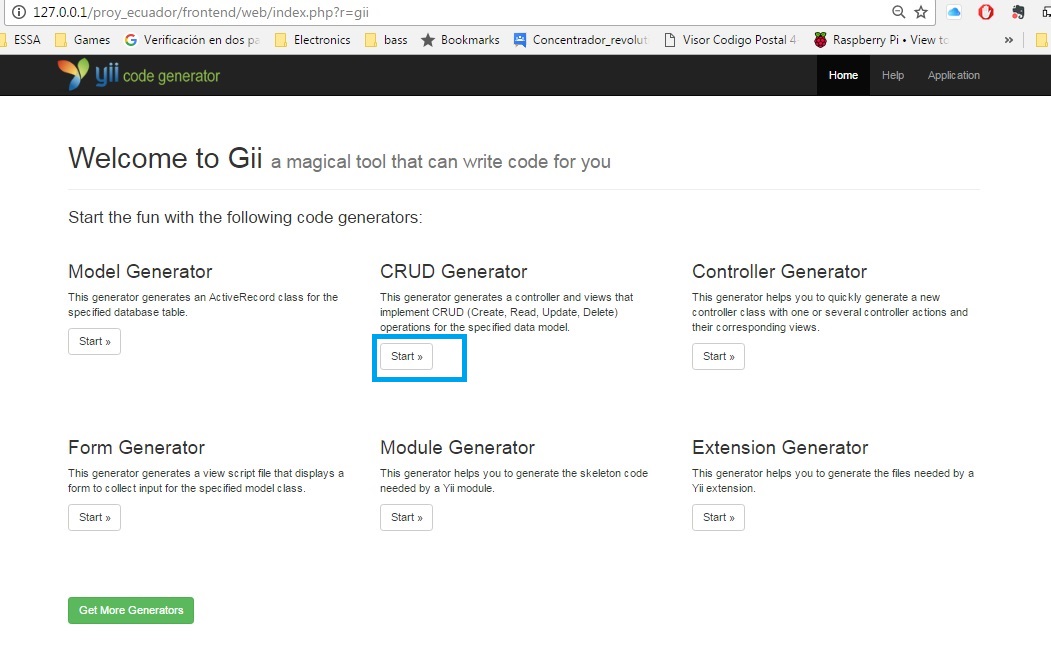 127.0.0.1/proy_ecuador/frontend/web/index.php?r=gii
ESSA Games Verificación en dos pa Electronics bass Bookmarks Concentrador_revolut Visor Codigo Postal 4 Raspberry Pi • View to »
yii code generator Home Help Application
Welcome to Gii a magical tool that can write code for you
Start the fun with the following code generators:
Model Generator
This generator generates an ActiveRecord class for the
specified database table.
Start »
CRUD Generator
This generator generates a controller and views that
implement CRUD (Create, Read, Update, Delete)
operations for the specified data model.
Start »
Controller Generator
This generator helps you to quickly generate a new
controller class with one or several controller actions and
their corresponding views.
Start »
Form Generator
This generator generates a view script file that displays a
form to collect input for the specified model class.
Start »
Module Generator
This generator helps you to generate the skeleton code
needed by a Yii module.
Start »
Extension Generator
This generator helps you to generate the files needed by a
Yii extension.
Start »
Get More Generators